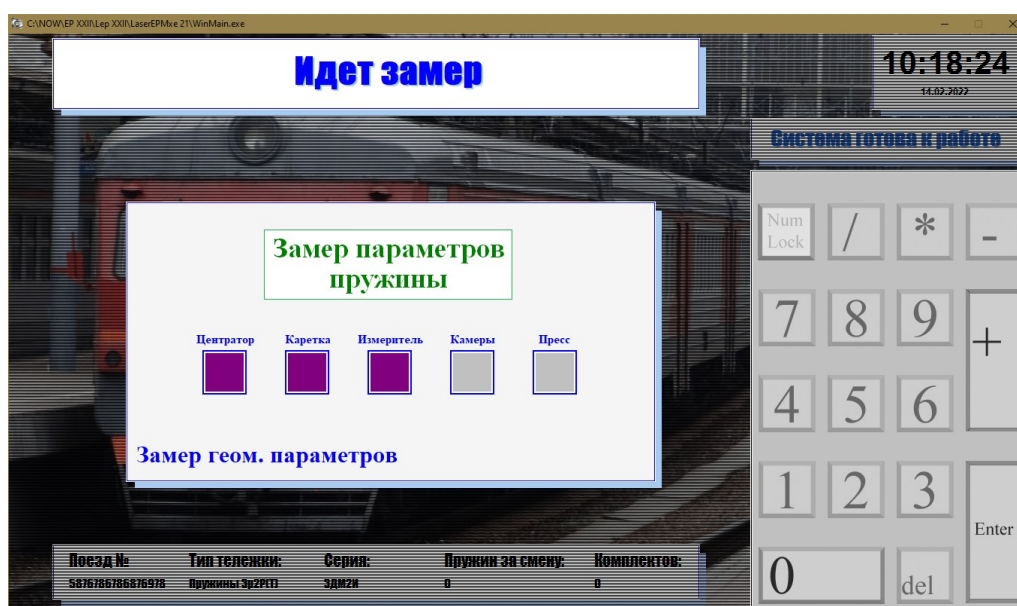 C:\NOW\EP XXII\Lep XXII\LaserEPMxe 21\WinMain.exe
Идет замер
10:18:24
14.02.2022
Система готова к работе
Замер параметров
пружины
Центратор Каретка Измеритель Камеры Пресс
Замер геом. параметров
Num
Lock / * -
7 8 9 +
4 5 6
1 2 3
Enter
0 del
Поезд № Тип тележки: Серия: Пружин за смену: Комплектов:
5876786786876978 Пружины Эр2Р(Т) ЭДМ2И 0 0